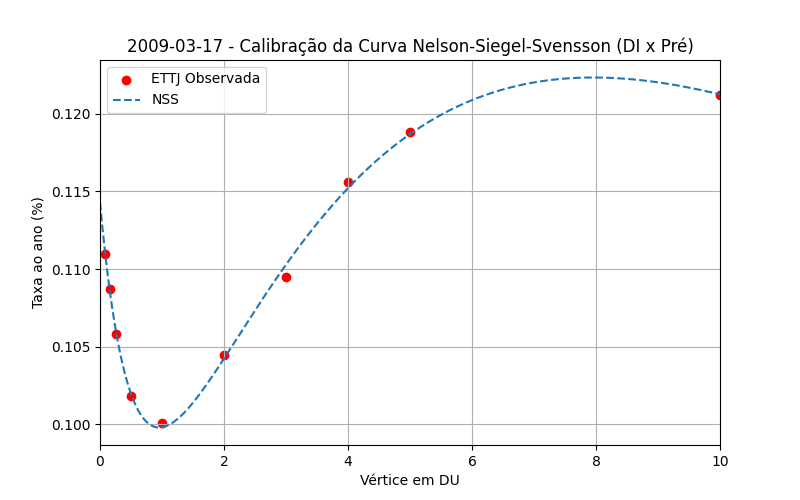 2009-03-17 - Calibração da Curva Nelson-Siegel-Svensson (DI x Pré)
ETTJ Observada
NSS
0.120
0.115
0.110
0.105
0.100
Taxa ao ano (%)
0 2 4 6 8 10
Vértice em DU